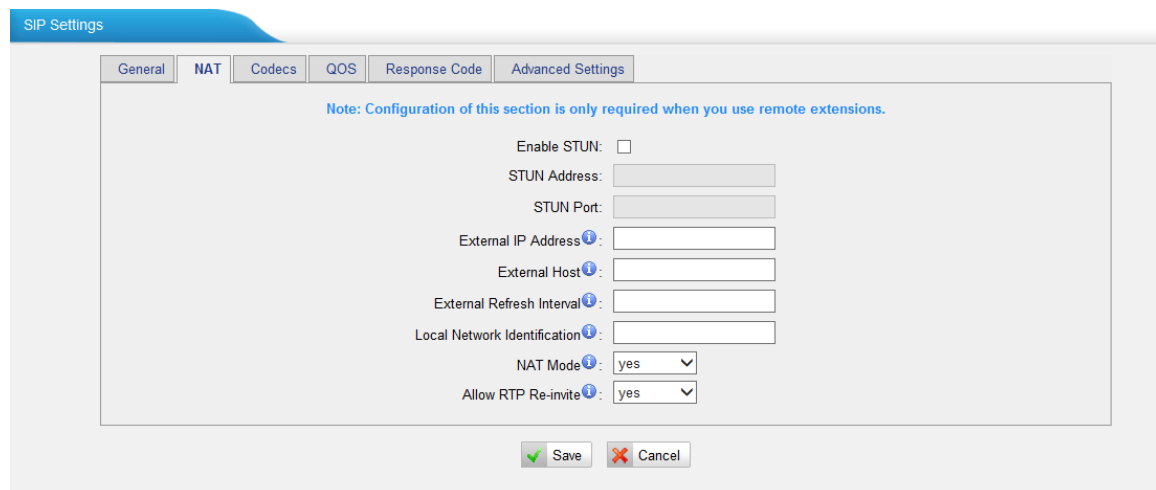 SIP Settings
General NAT Codecs QOS Response Code Advanced Settings
Note: Configuration of this section is only required when you use remote extensions.
Enable STUN:
STUN Address:
STUN Port:
External IP Address i :
External Host i :
External Refresh Interval i :
Local Network Identification i :
NAT Mode i : yes
Allow RTP Re-invite i : yes
Save Cancel